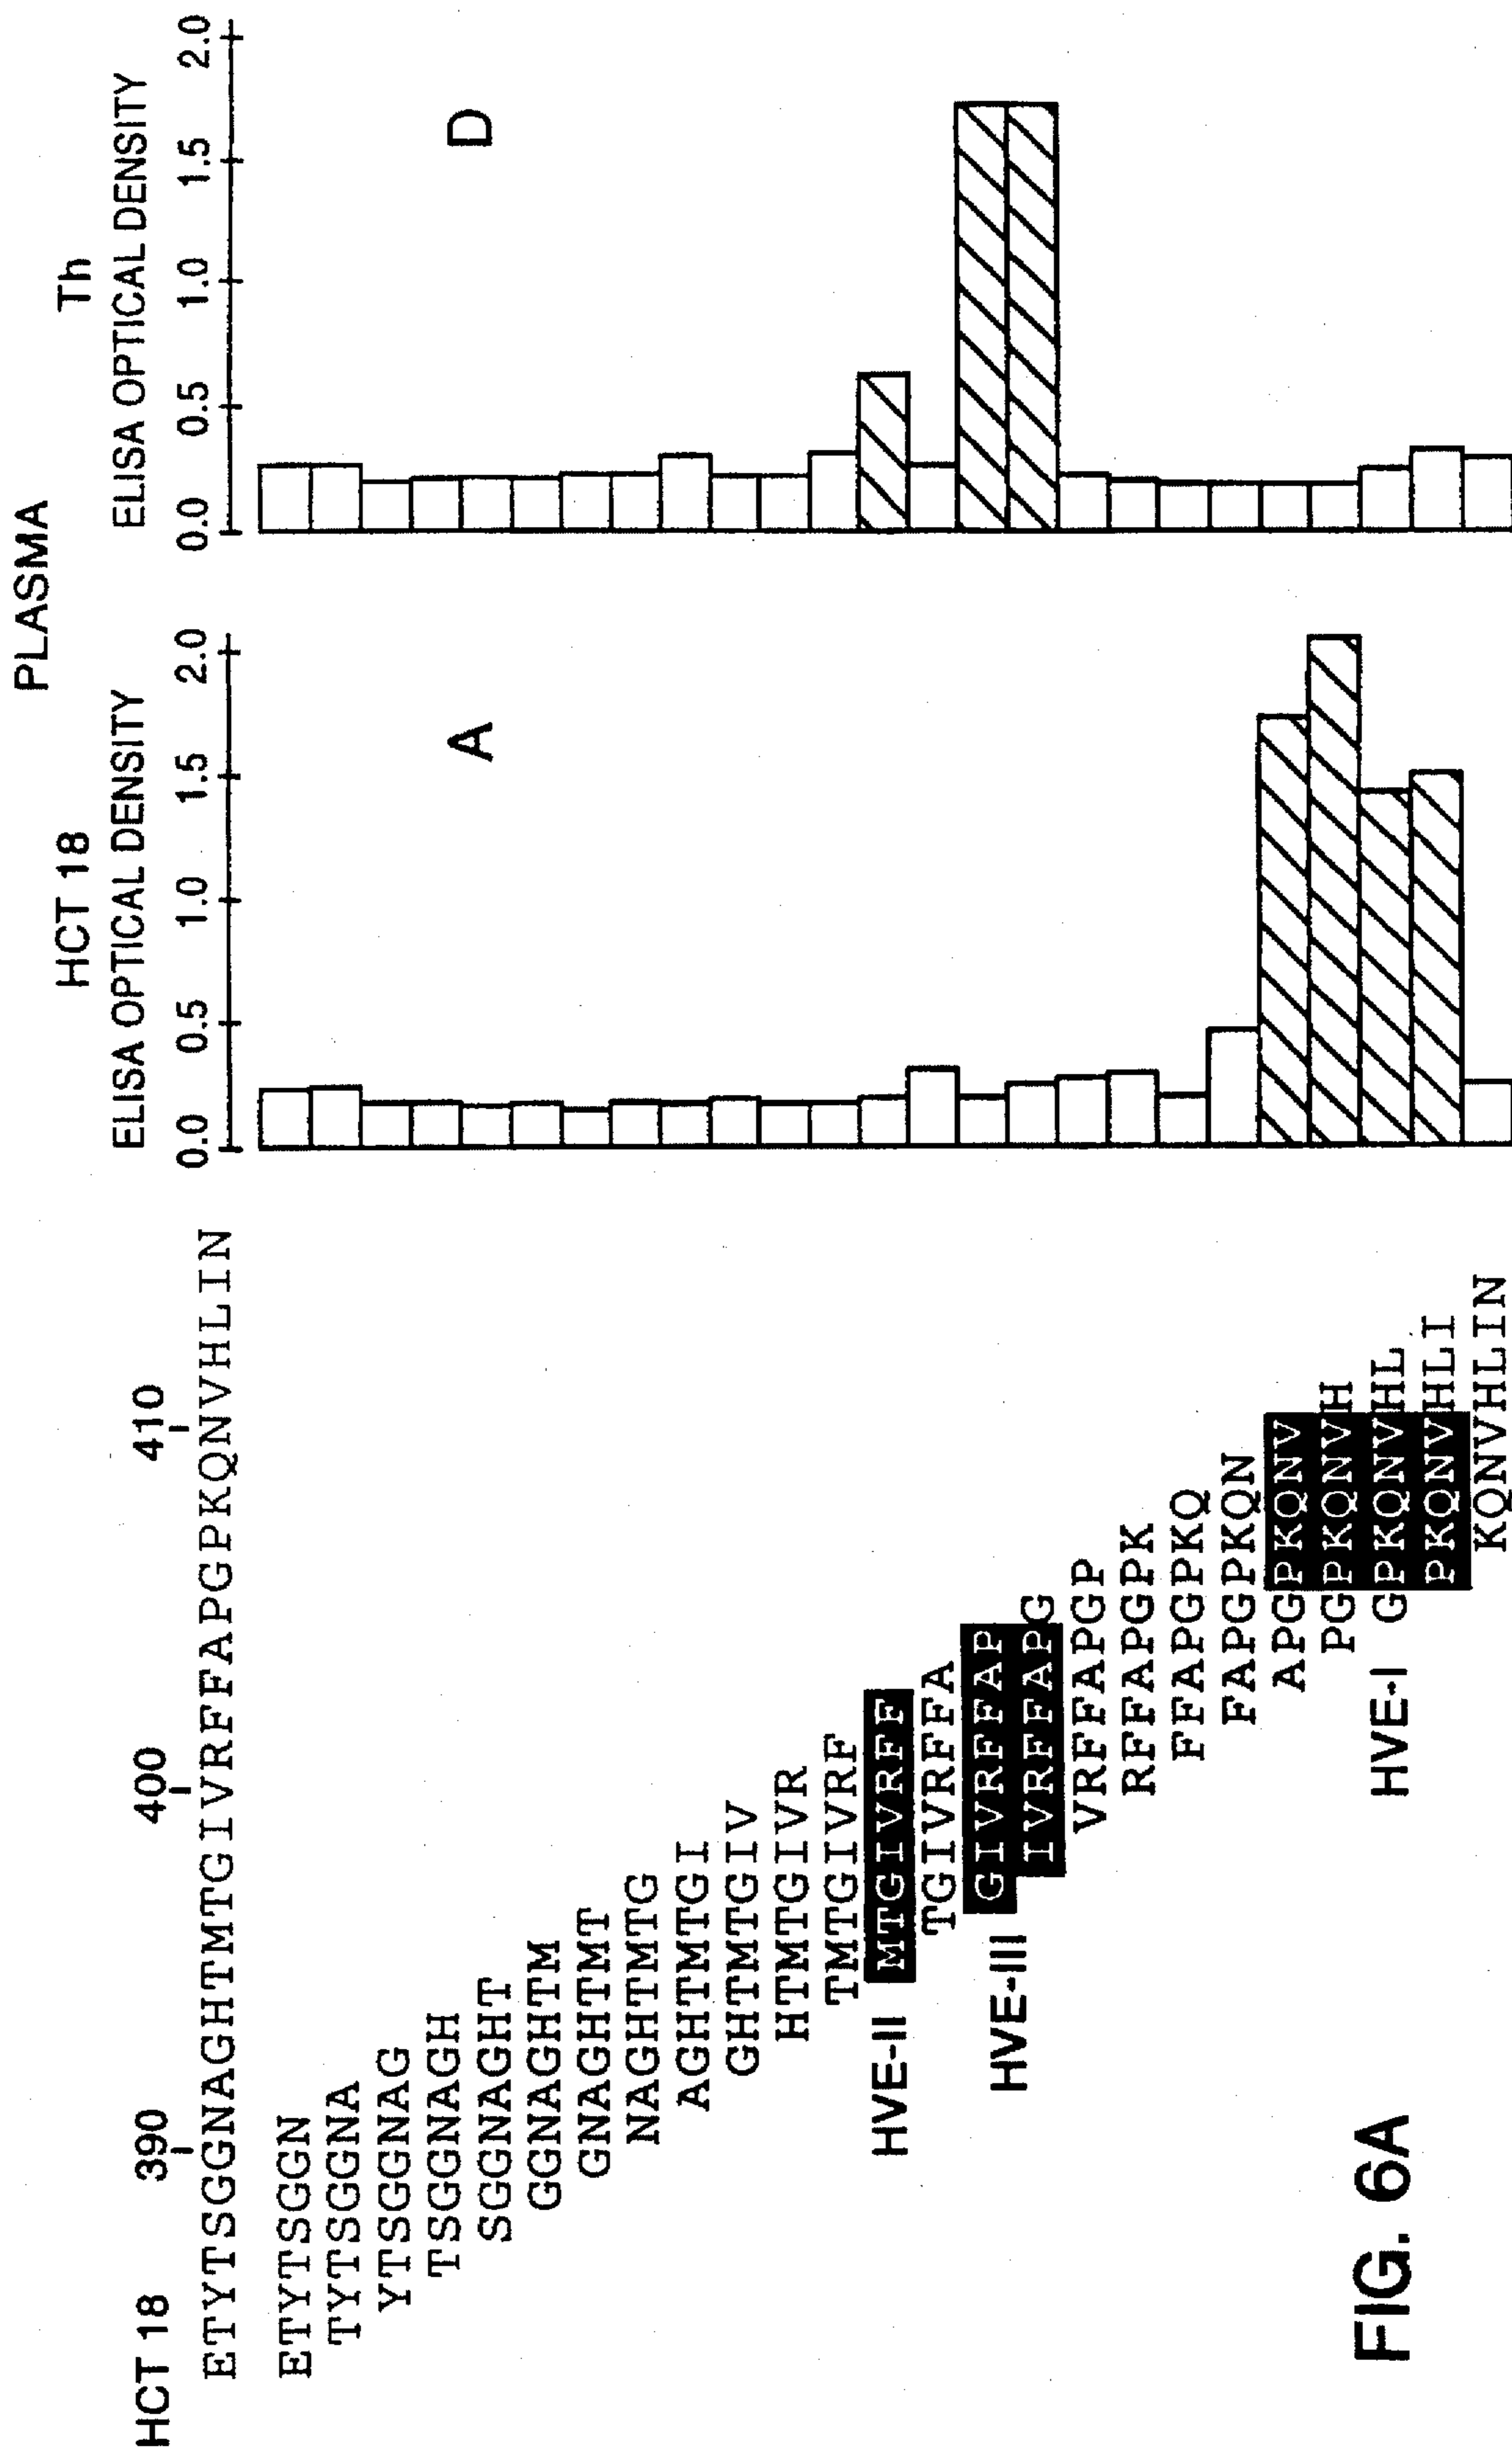 PLASMA
HCT 18 Th
ELISA OPTICAL DENSITY ELISA OPTICAL DENSITY
HCT 18 390 400 410
0.0 0.5 1.0 1.5 2.0 0.0 0.5 1.0 1.5 2.0
ETYTSGGNAGHTMTGIVRFFAPGPKQNVHLIN
ETYTSGGN
TYTSGGNA
YTSGGNAG
TSGGNAGH
A D
SGGNAGHT
GGNAGHTM
GNAGHTMT
NAGHTMTG
AGHTMTGI
GHTMTGIV
HTMTGIVR
TMTGIVRF
HVE-II MTGIVRFF
TGIVRFFA
GIVRFFAP
HVE-III
IVRFFAPG
VRFFAPGP
RFFAPGPK
FFAPGPKQ
FAPGPKQN
APGPKQNV
PGPKQNVH
FIG. 6A HVE-I GPKQNVHL
PKQNVHLI
KQNVHLIN